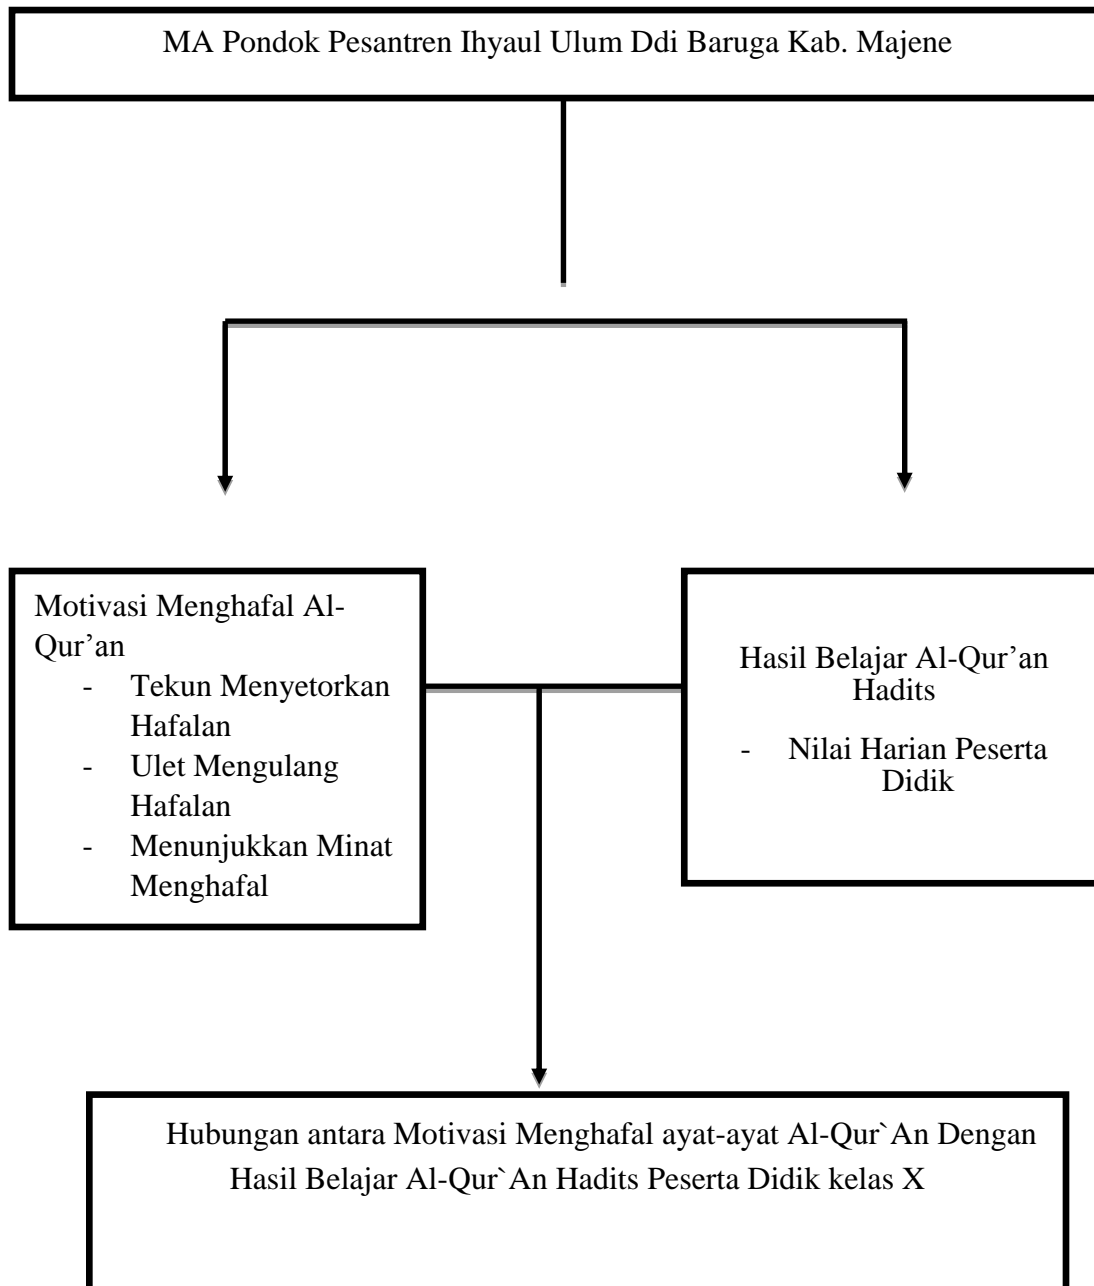 MA Pondok Pesantren Ihyaul Ulum Ddi Baruga Kab. Majene
Motivasi Menghafal Al-
Qur’an
- Tekun Menyetorkan
Hafalan
- Ulet Mengulang
Hafalan
- Menunjukkan Minat
Menghafal
Hasil Belajar Al-Qur’an
Hadits
- Nilai Harian Peserta
Didik
Hubungan antara Motivasi Menghafal ayat-ayat Al-Qur`An Dengan
Hasil Belajar Al-Qur`An Hadits Peserta Didik kelas X